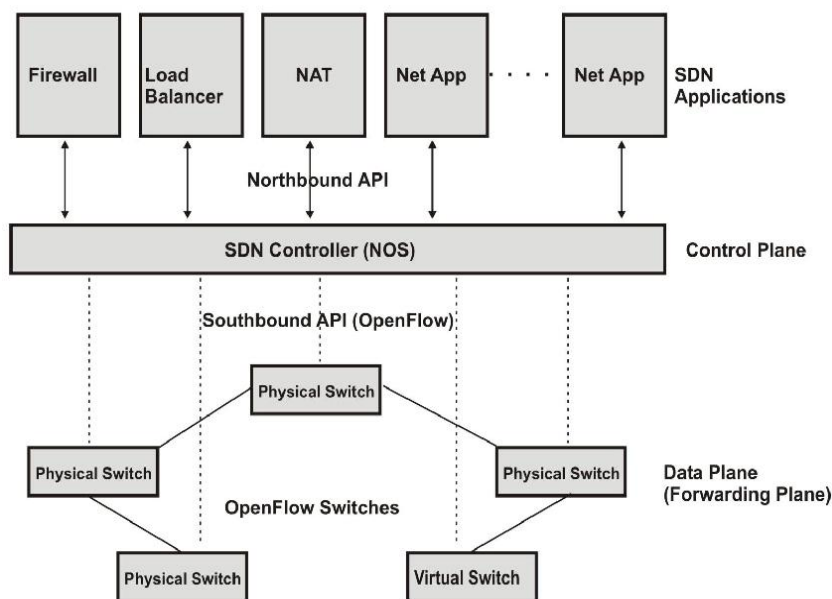 Firewall
Load
Balancer
NAT
Net App
Net App
SDN
Applications
Northbound API
SDN Controller (NOS)
Control Plane
Southbound API (OpenFlow)
Physical Switch
Physical Switch
Physical Switch
Data Plane
(Forwarding Plane)
OpenFlow Switches
Physical Switch
Virtual Switch